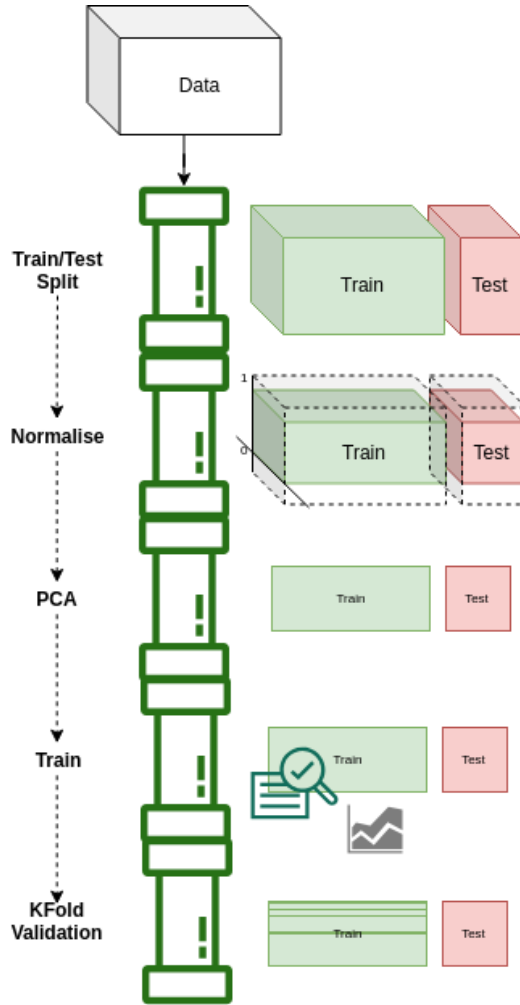 Data
Train/Test
Split
Train
Test
Normalise
1
0
Train
Test
PCA
Train
Test
Train
Train
Test
KFold
Validation
Train
Test